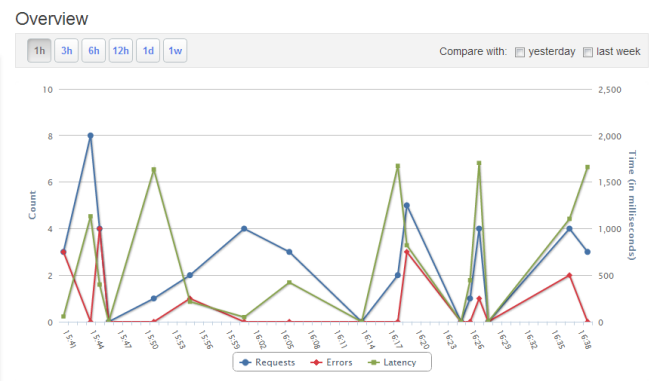 Overview
1h 3h 6h 12h 1d 1w Compare with: yesterday last week
10 2,500
8 2,000
6 1,500
4 1,000
2 500
0 0
Count
Time (in milliseconds)
15:41 15:44 15:47 15:50 15:53 15:56 15:59 16:02 16:05 16:08 16:11 16:14 16:17 16:20 16:23 16:26 16:29 16:32 16:35 16:38
Requests Errors Latency